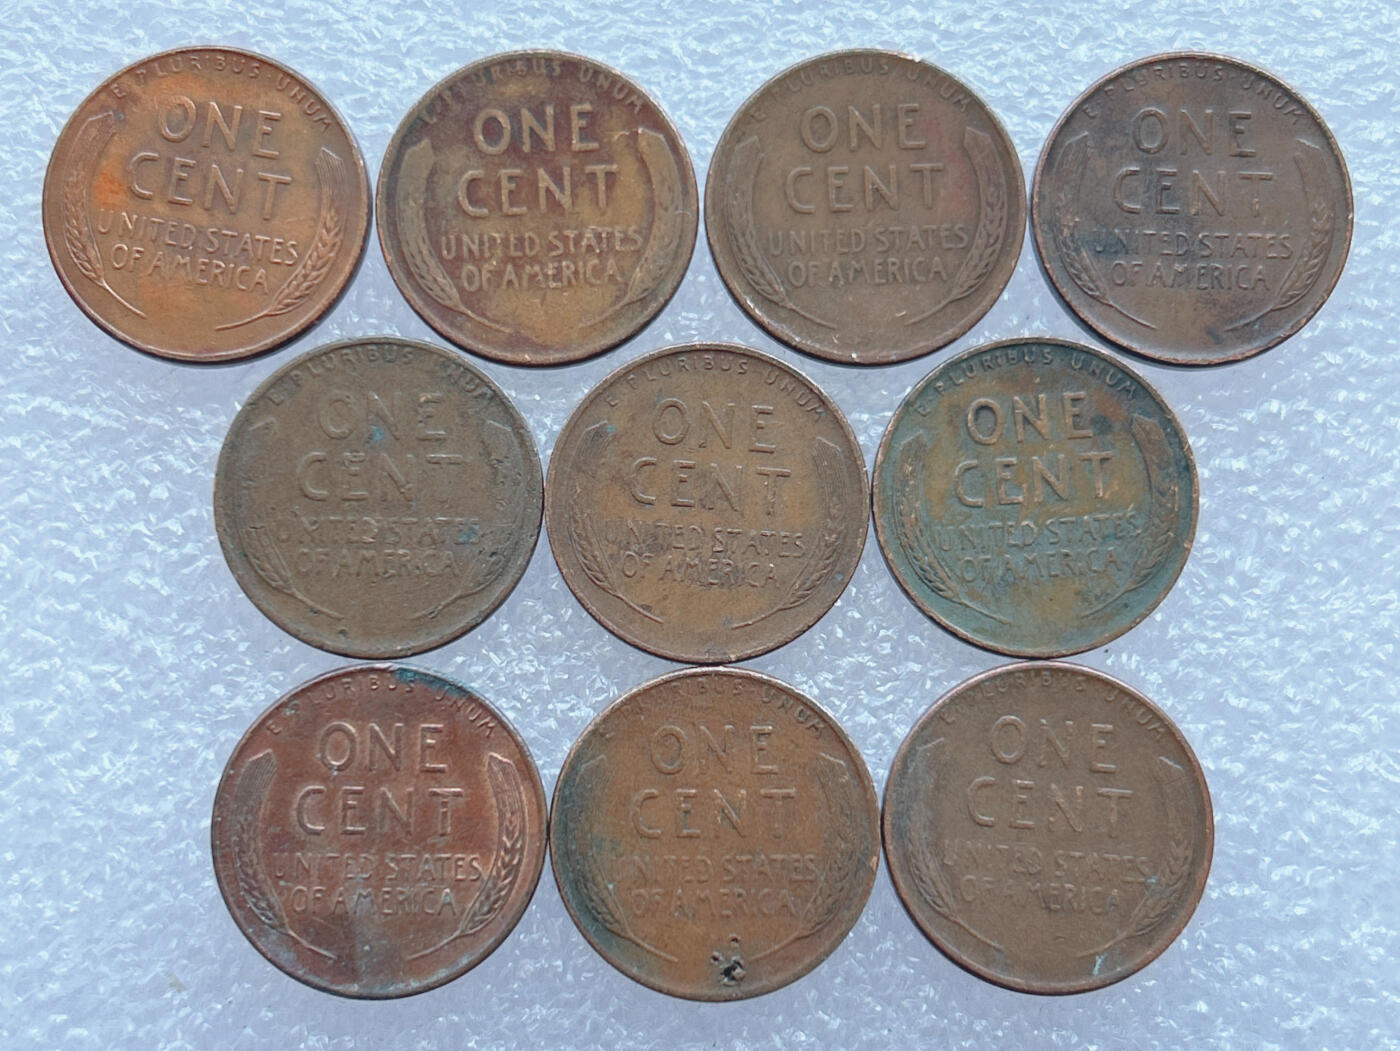 E·PLURIBUS·UNUM
ONE
CENT
UNITED STATES
OF AMERICA
PLURIBUS UNUM
ONE
CENT
UNITED STATES
OF AMERICA
E PLURIBUS·UNUM
ONE
CENT
UNITED STATES
OF AMERICA
E·PLURIBUS·UNUM
ONE
CENT
UNITED STATES
OF AMERICA
E PLURIBUS UNUM
ONE
CENT
UNITED STATES
OF AMERICA
E PLURIBUS UNUM
ONE
CENT
UNITED STATES
OF AMERICA
E·PLURIBUS·UNUM
ONE
CENT
UNITED STATES
OF AMERICA
E·PLURIBUS·UNUM
ONE
CENT
UNITED STATES
OF AMERICA
PLURIBUS·UNUM
ONE
CENT
UNITED STATES
OF AMERICA
E·PLURIBUS·UNUM
ONE
CENT
UNITED STATES
OF AMERICA